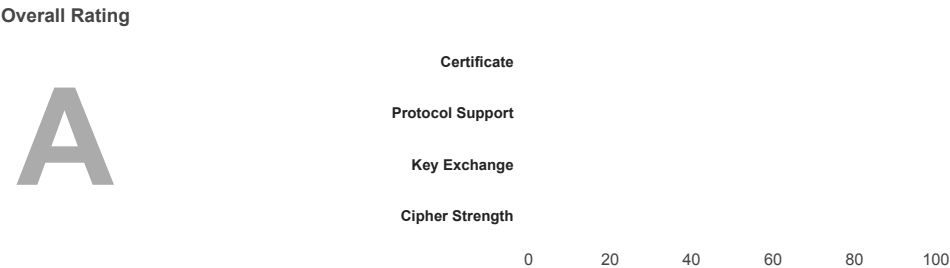 Overall Rating
A
Certificate
Protocol Support
Key Exchange
Cipher Strength
0 20 40 60 80 100